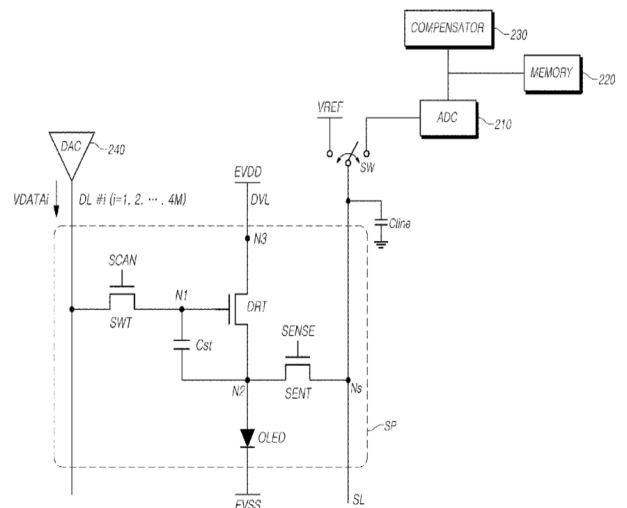 COMPENSATOR
230
MEMORY
220
VREF
ADC
210
DAC
240
SW
EVDD
VDATAi
DL #i (i=1, 2, ··· , 4M)
DVL
Cline
N3
SCAN
N1
DRT
SENSE
SWT
Cst
N2
SENT
Ns
OLED
SP
EVSS
SL